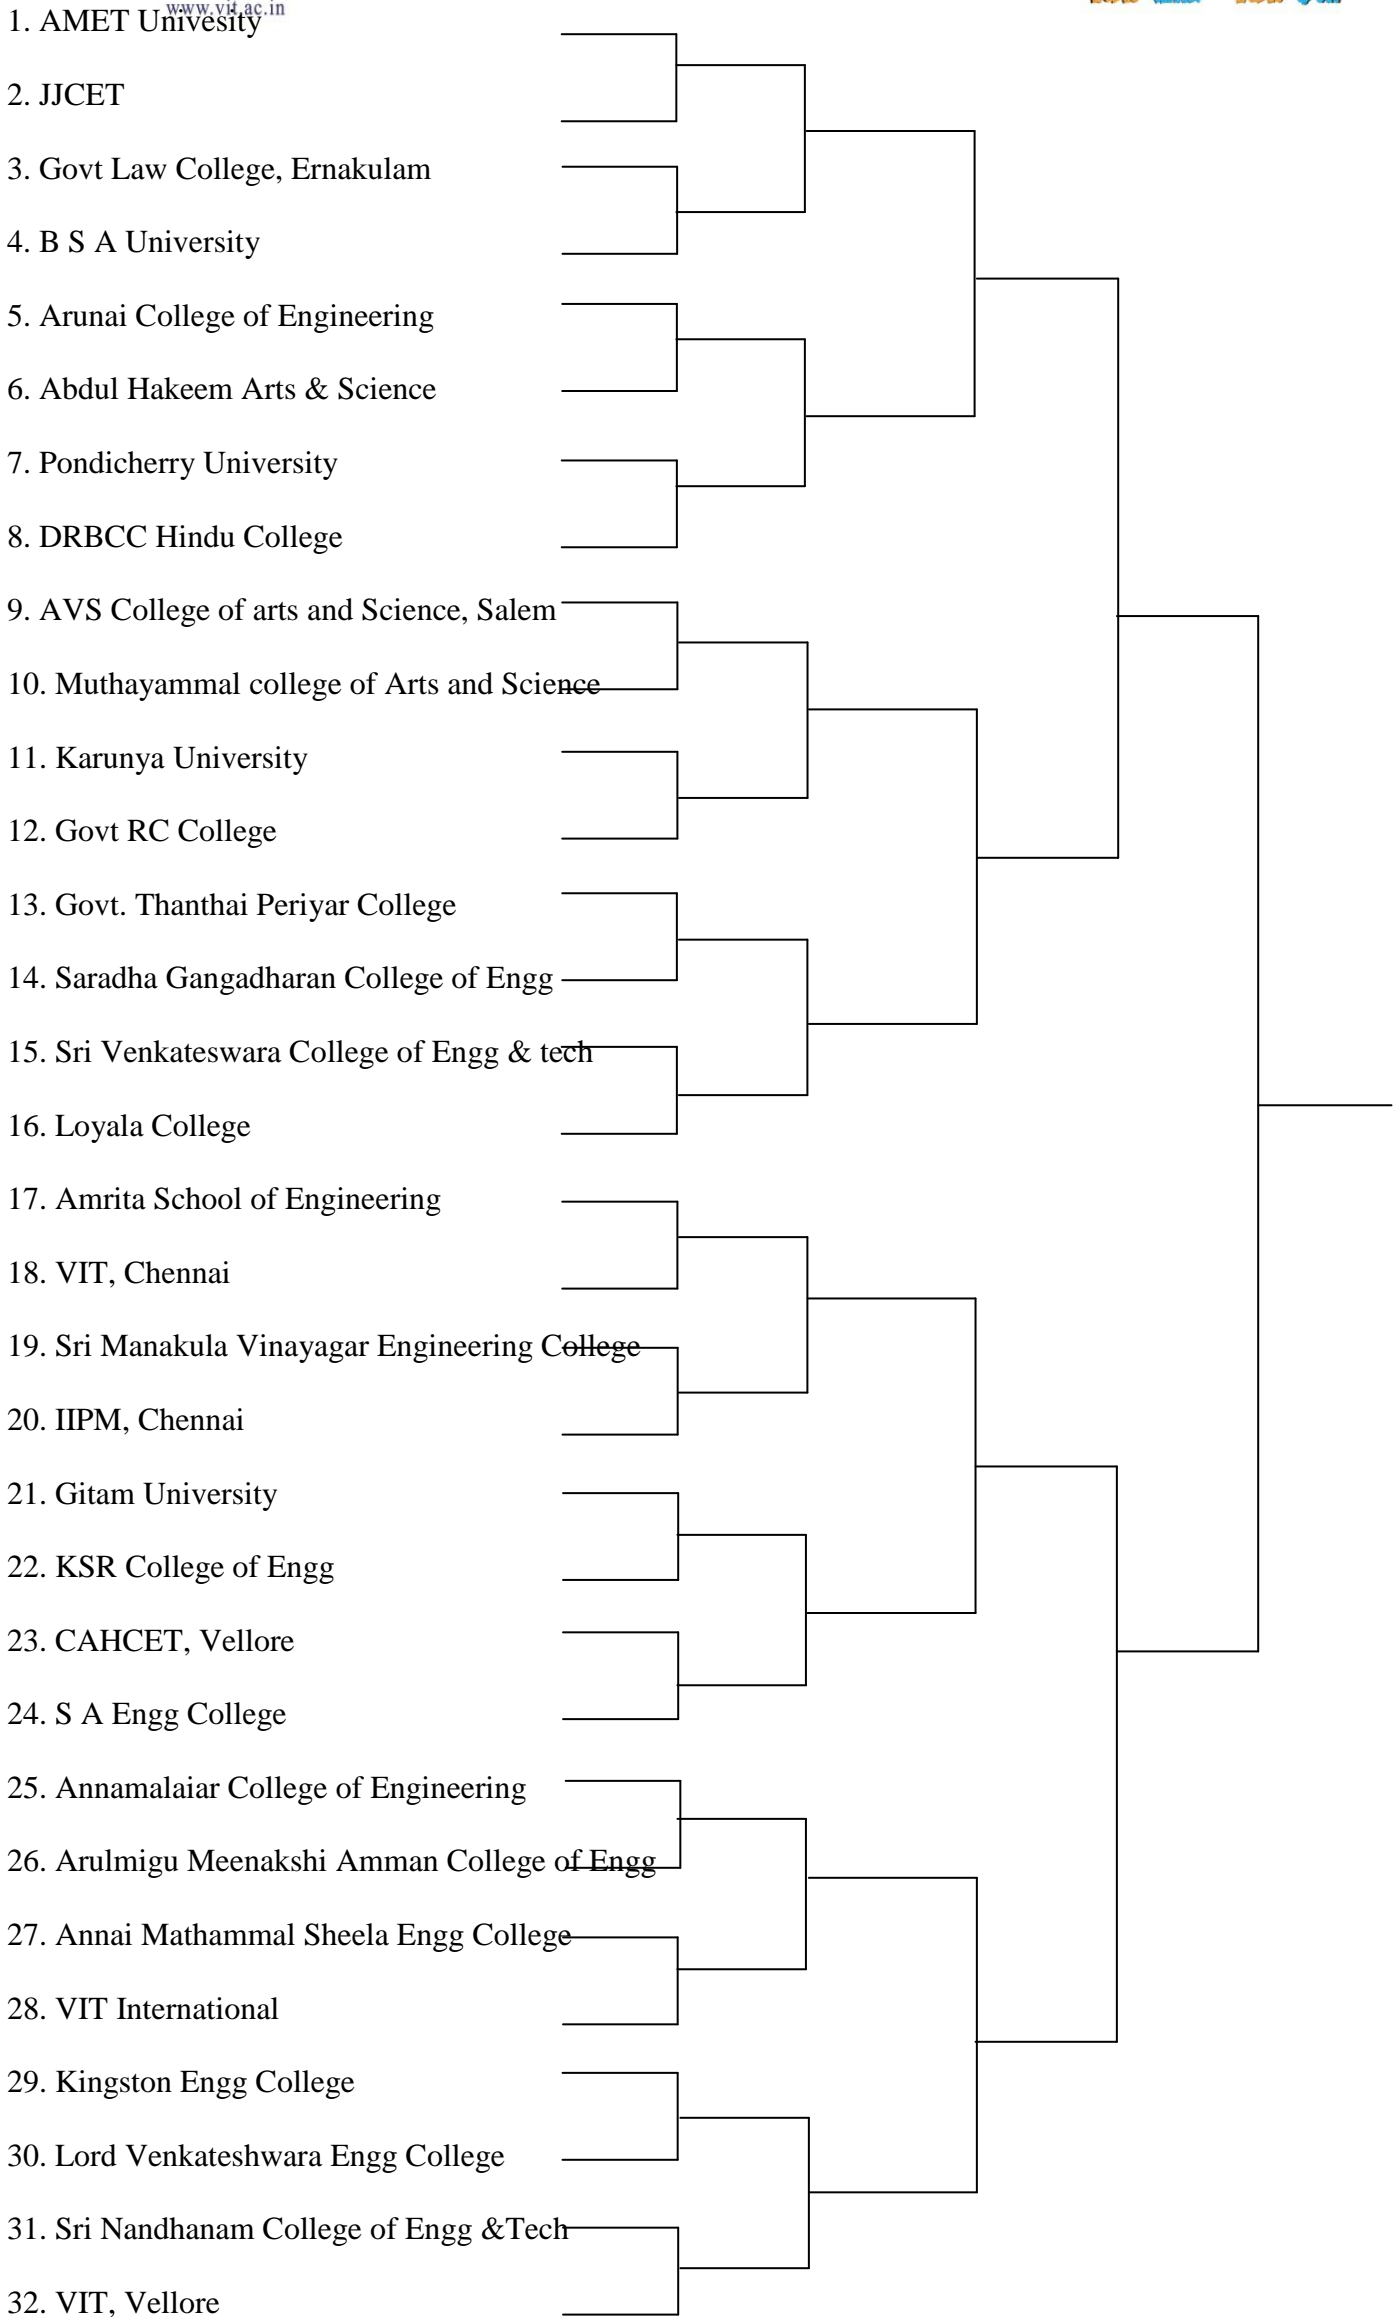 www.vit.ac.in
1. AMET Univesity
2. JJCET
3. Govt Law College, Ernakulam
4. B S A University
5. Arunai College of Engineering
6. Abdul Hakeem Arts & Science
7. Pondicherry University
8. DRBCC Hindu College
9. AVS College of arts and Science, Salem
10. Muthayammal college of Arts and Science
11. Karunya University
12. Govt RC College
13. Govt. Thanthai Periyar College
14. Saradha Gangadharan College of Engg
15. Sri Venkateswara College of Engg & tech
16. Loyala College
17. Amrita School of Engineering
18. VIT, Chennai
19. Sri Manakula Vinayagar Engineering College
20. IIPM, Chennai
21. Gitam University
22. KSR College of Engg
23. CAHCET, Vellore
24. S A Engg College
25. Annamalaiar College of Engineering
26. Arulmigu Meenakshi Amman College of Engg
27. Annai Mathammal Sheela Engg College
28. VIT International
29. Kingston Engg College
30. Lord Venkateshwara Engg College
31. Sri Nandhanam College of Engg &Tech
32. VIT, Vellore